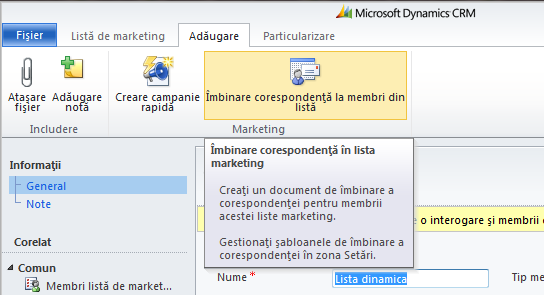 Microsoft Dynamics CRM
Fișier Listă de marketing Adăugare Particularizare
Atașare fișier
Adăugare notă
Creare campanie rapidă
Îmbinare corespondență la membri din listă
Includere Marketing
Îmbinare corespondență în lista marketing
Creați un document de îmbinare a corespondenței pentru membrii acestei liste marketing.
Gestionați șabloanele de îmbinare a corespondenței în zona Setări.
Informații
General
Note
o interogare și membrii
Corelat
Comun
Membri listă de market...
Nume * Lista dinamica Tip me